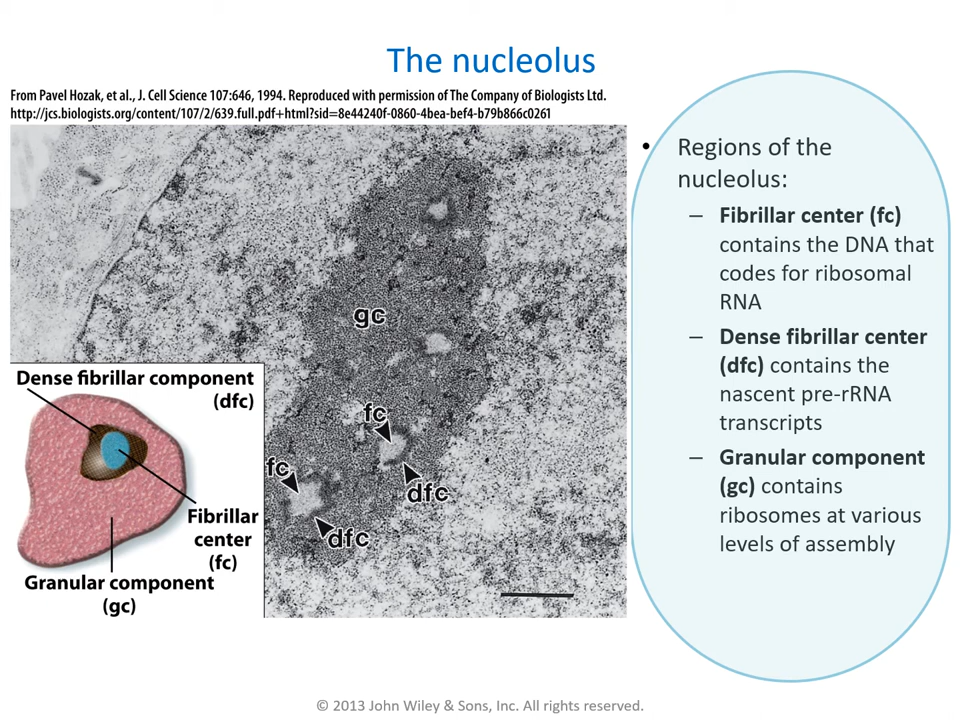 The nucleolus
From Pavel Hozak, et al., J. Cell Science 107:646, 1994. Reproduced with permission of The Company of Biologists Ltd.
http://jcs.biologists.org/content/107/2/639.full.pdf+html?sid=8e44240f-0860-4bea-bef4-b79b866c0261
gc
fc
dfc
fc
dfc
Dense fibrillar component
(dfc)
Fibrillar
center
(fc)
Granular component
(gc)
• Regions of the
nucleolus:
– Fibrillar center (fc)
contains the DNA that
codes for ribosomal
RNA
– Dense fibrillar center
(dfc) contains the
nascent pre-rRNA
transcripts
– Granular component
(gc) contains
ribosomes at various
levels of assembly
© 2013 John Wiley & Sons, Inc. All rights reserved.